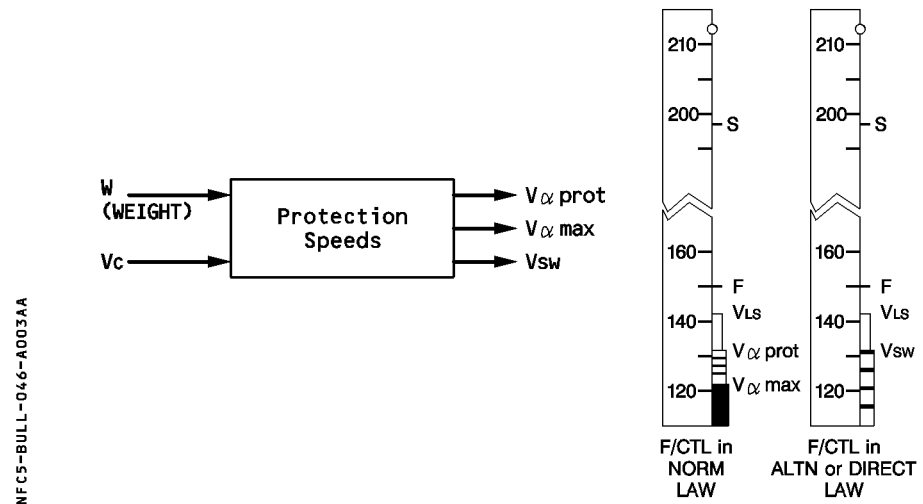 W
(WEIGHT)
Vc
Protection
Speeds
Vα prot
Vα max
Vsw
210
200
160
140
120
S
F
VLS
Vα prot
Vα max
F/CTL in
NORM
LAW
210
200
160
140
120
S
F
VLS
Vsw
F/CTL in
ALTN or DIRECT
LAW
NFC5-BULL-046-A003AA